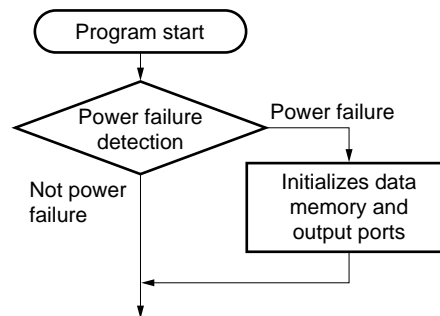 Program start
Power failure
detection
Power failure
Not power
failure
Initializes data
memory and
output ports